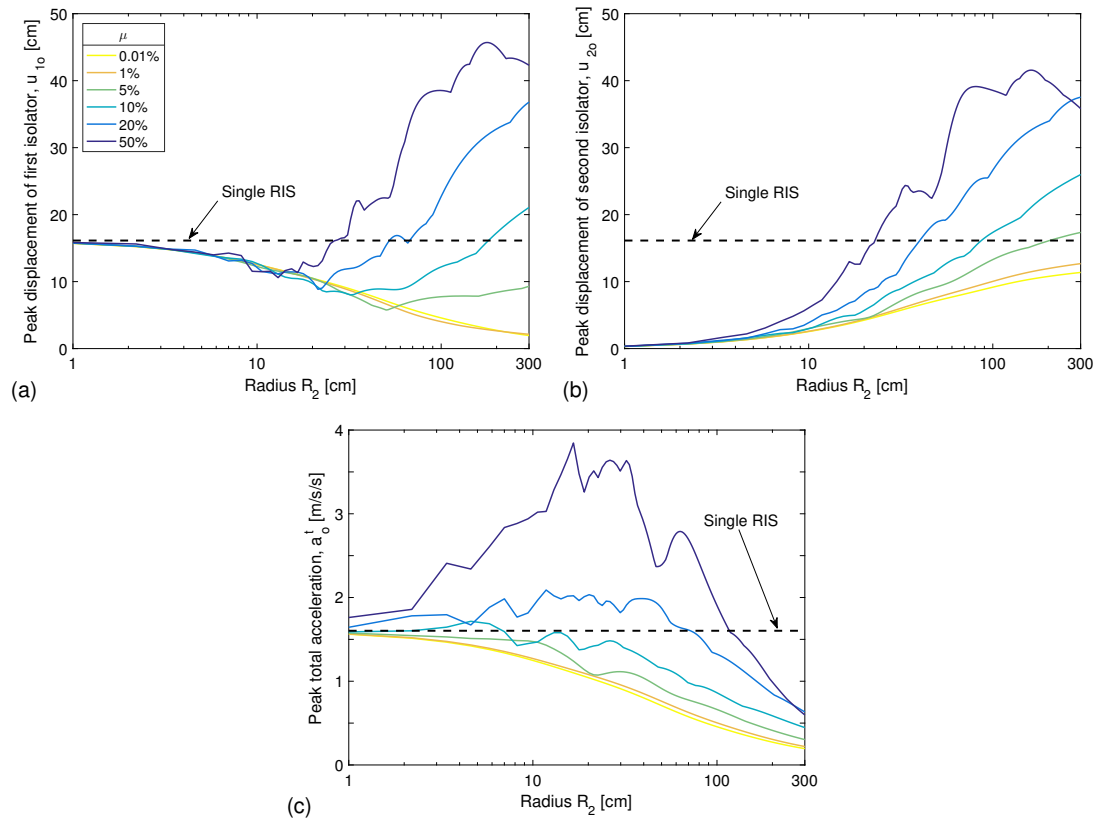 50
40
30
20
10
0
Peak displacement of first isolator, u1o [cm]
μ
0.01%
1%
5%
10%
20%
50%
Single RIS
1 10 100 300
Radius R2 [cm]
(a)
50
40
30
20
10
0
Peak displacement of second isolator, u2o [cm]
Single RIS
1 10 100 300
Radius R2 [cm]
(b)
4
3
2
1
0
Peak total acceleration, a^t_o [m/s/s]
Single RIS
1 10 100 300
Radius R2 [cm]
(c)